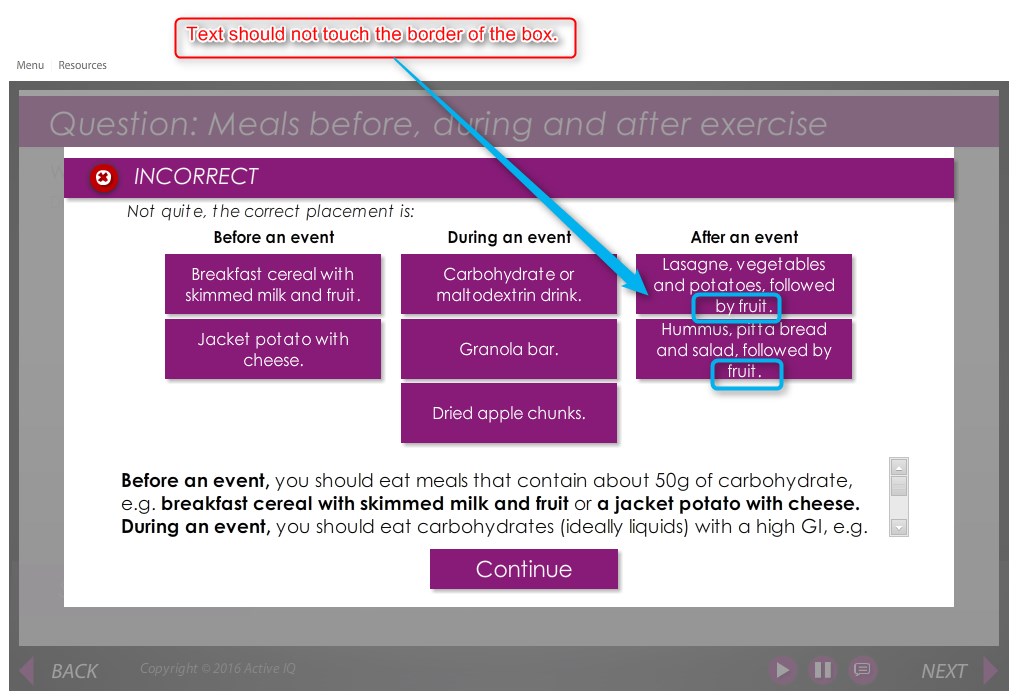 Text should not touch the border of the box.
Menu
Resources
Question: Meals before, during and after exercise
INCORRECT
Not quite, the correct placement is:
Before an event
During an event
After an event
Breakfast cereal with
skimmed milk and fruit.
Carbohydrate or
maltodextrin drink.
Lasagne, vegetables
and potatoes, followed
by fruit.
Jacket potato with
cheese.
Granola bar.
Hummus, pitta bread
and salad, followed by
fruit.
Dried apple chunks.
Before an event, you should eat meals that contain about 50g of carbohydrate,
e.g. breakfast cereal with skimmed milk and fruit or a jacket potato with cheese.
During an event, you should eat carbohydrates (ideally liquids) with a high GI, e.g.
Continue
BACK
Copyright © 2016 Active IQ
NEXT